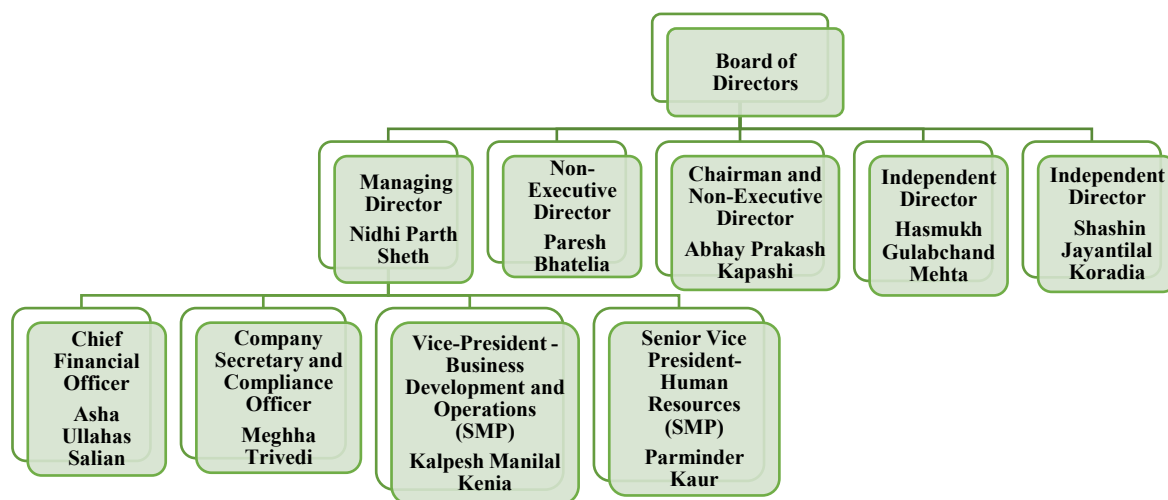 Board of
Directors
Managing
Director
Nidhi Parth
Sheth
Non-
Executive
Director
Paresh
Bhatelia
Chairman and
Non-Executive
Director
Abhay Prakash
Kapashi
Independent
Director
Hasmukh
Gulabchand
Mehta
Independent
Director
Shashin
Jayantilal
Koradia
Chief
Financial
Officer
Asha
Ullahas
Salian
Company
Secretary and
Compliance
Officer
Meghha
Trivedi
Vice-President -
Business
Development and
Operations
(SMP)
Kalpesh Manilal
Kenia
Senior Vice
President-
Human
Resources
(SMP)
Parminder
Kaur